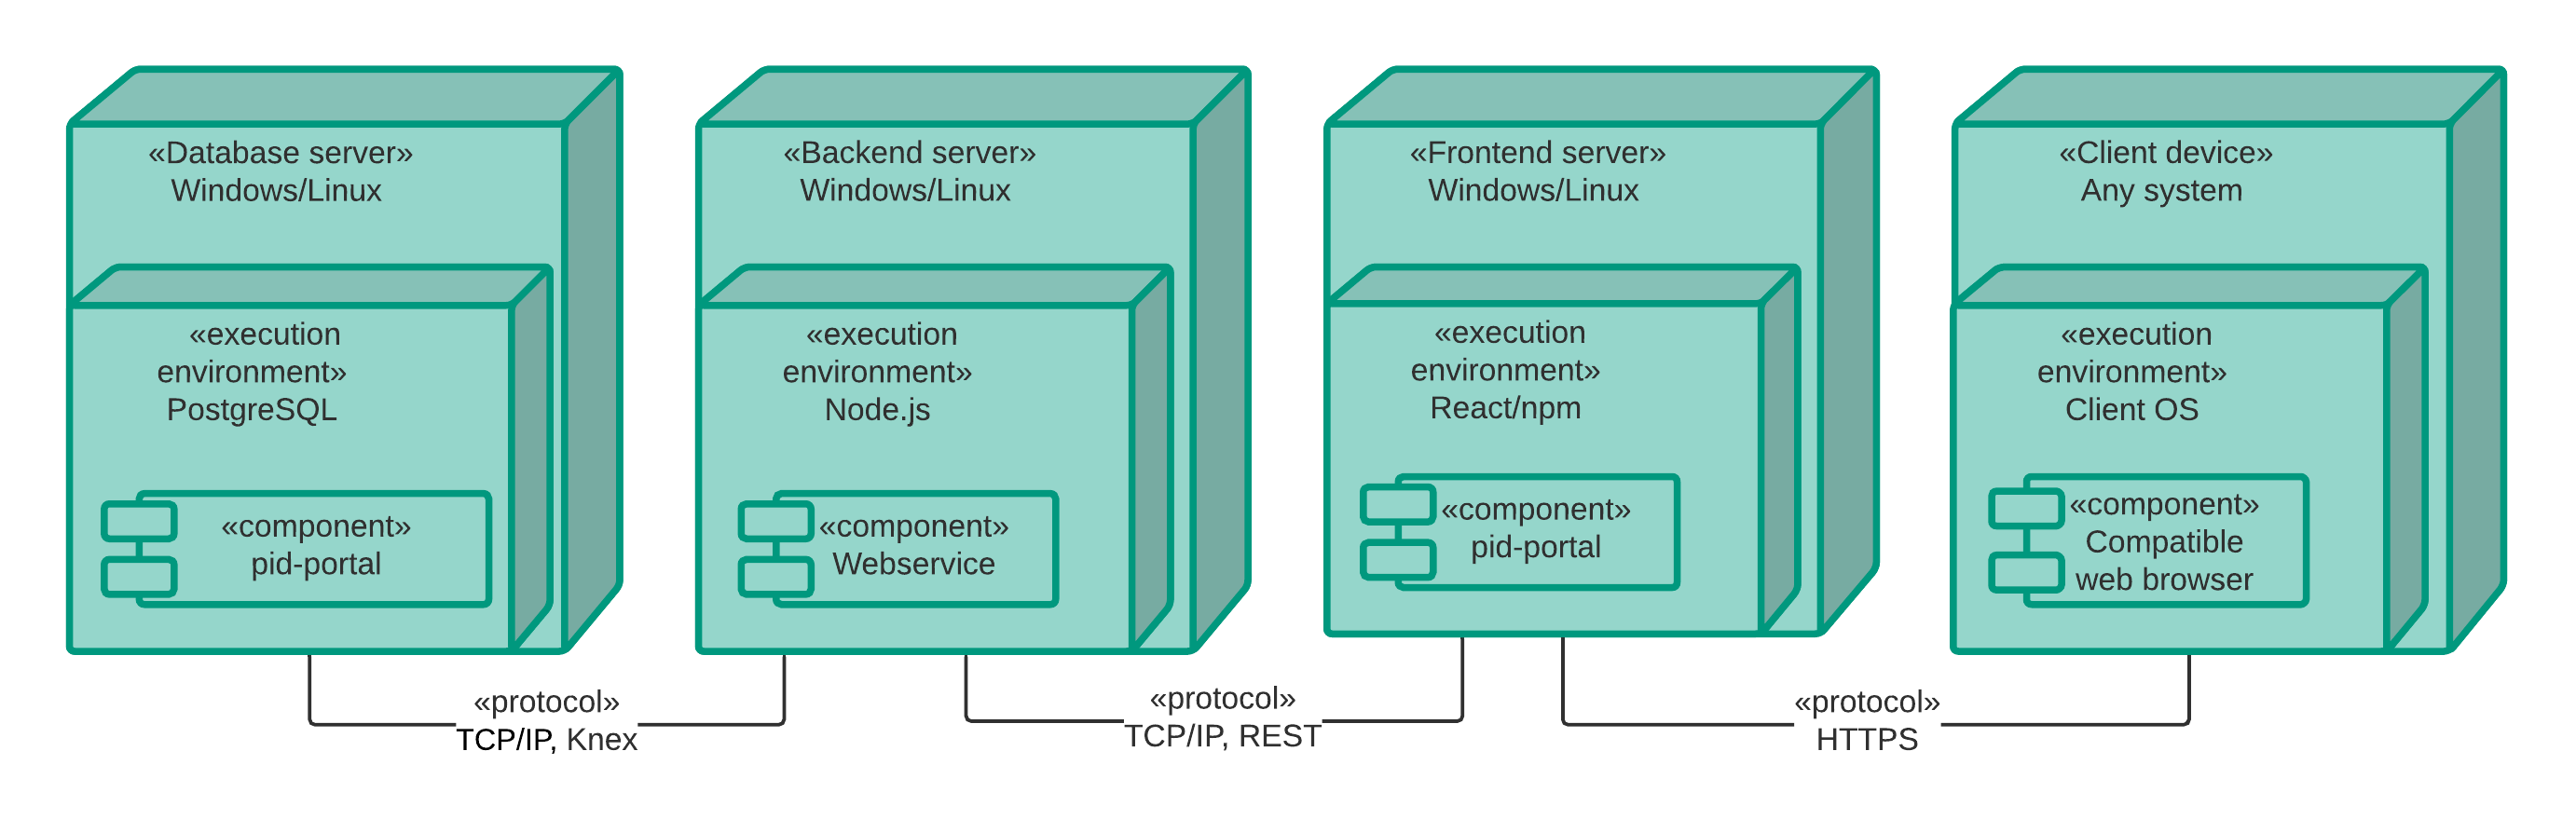 «Database server»
Windows/Linux
«execution
environment»
PostgreSQL
«component»
pid-portal
«Backend server»
Windows/Linux
«execution
environment»
Node.js
«component»
Webservice
«Frontend server»
Windows/Linux
«execution
environment»
React/npm
«component»
pid-portal
«Client device»
Any system
«execution
environment»
Client OS
«component»
Compatible
web browser
«protocol»
TCP/IP, Knex
«protocol»
TCP/IP, REST
«protocol»
HTTPS